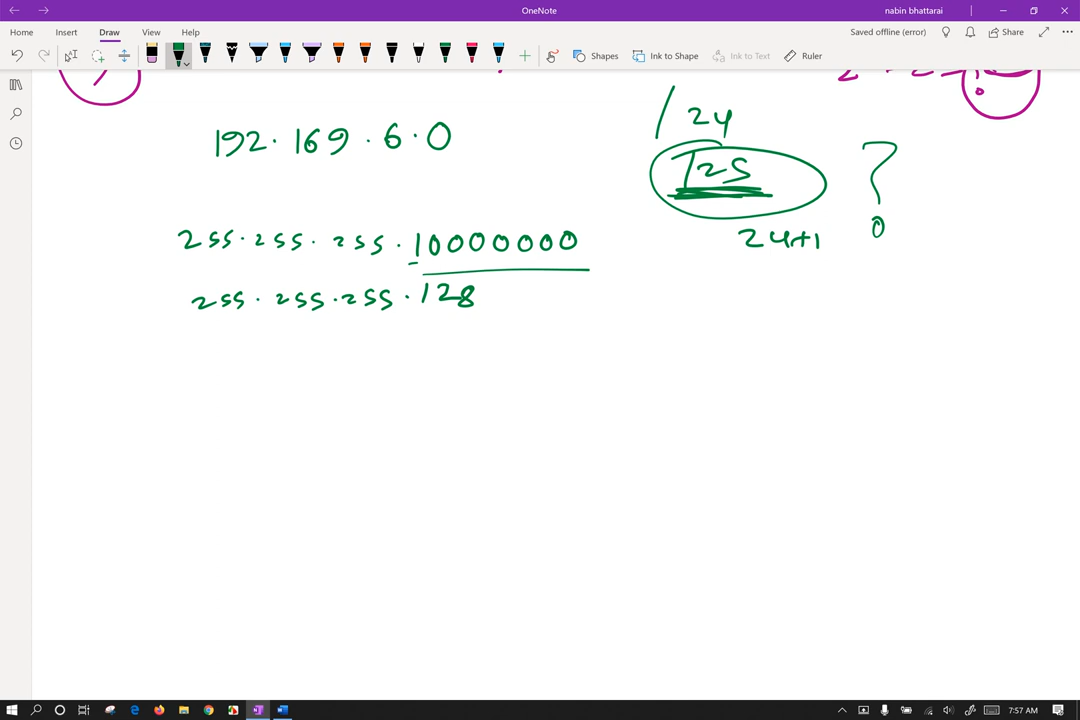 OneNote
nabin bhattarai
Home Insert Draw View Help
Saved offline (error)
Share
Shapes
Ink to Shape
Ink to Text
Ruler
/24
192.169.6.0
/25
?
24+1
255.255.255.10000000
255.255.255.128
7:57 AM